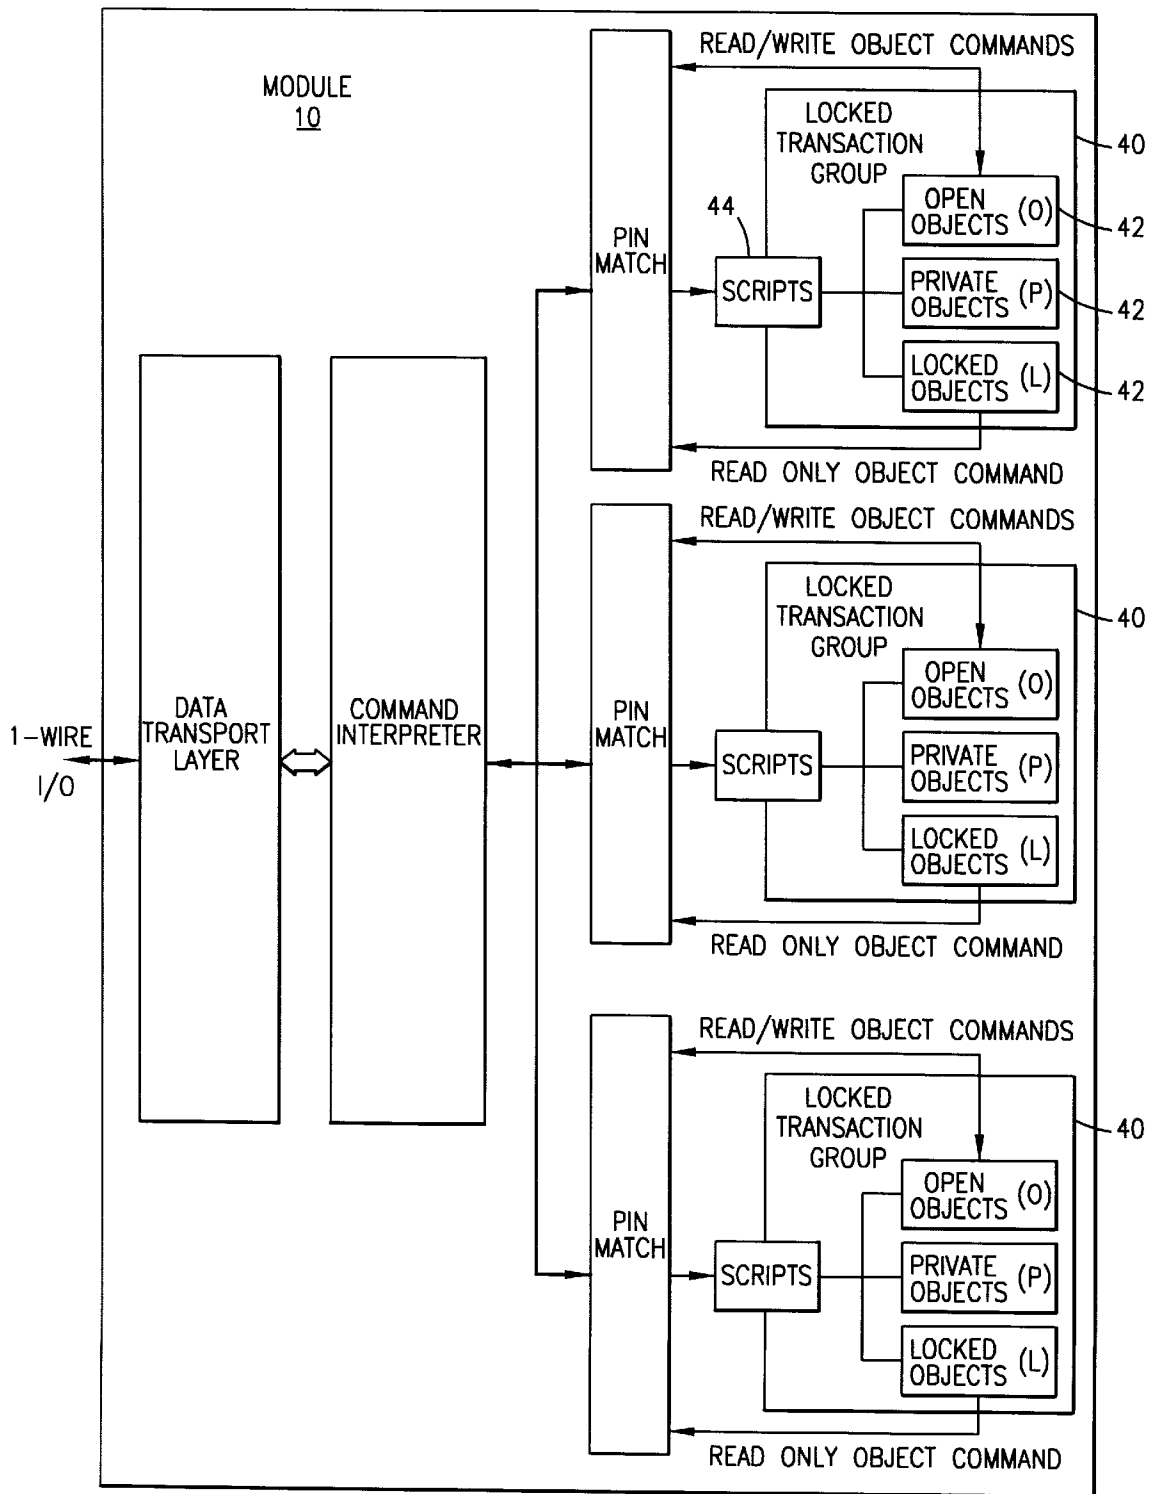 MODULE
10
1-WIRE
I/O
DATA
TRANSPORT
LAYER
COMMAND
INTERPRETER
READ/WRITE OBJECT COMMANDS
PIN
MATCH
44
SCRIPTS
LOCKED
TRANSACTION
GROUP
40
OPEN
OBJECTS (O)
42
PRIVATE
OBJECTS (P)
42
LOCKED
OBJECTS (L)
42
READ ONLY OBJECT COMMAND
READ/WRITE OBJECT COMMANDS
PIN
MATCH
SCRIPTS
LOCKED
TRANSACTION
GROUP
40
OPEN
OBJECTS (O)
PRIVATE
OBJECTS (P)
LOCKED
OBJECTS (L)
READ ONLY OBJECT COMMAND
READ/WRITE OBJECT COMMANDS
PIN
MATCH
SCRIPTS
LOCKED
TRANSACTION
GROUP
40
OPEN
OBJECTS (O)
PRIVATE
OBJECTS (P)
LOCKED
OBJECTS (L)
READ ONLY OBJECT COMMAND